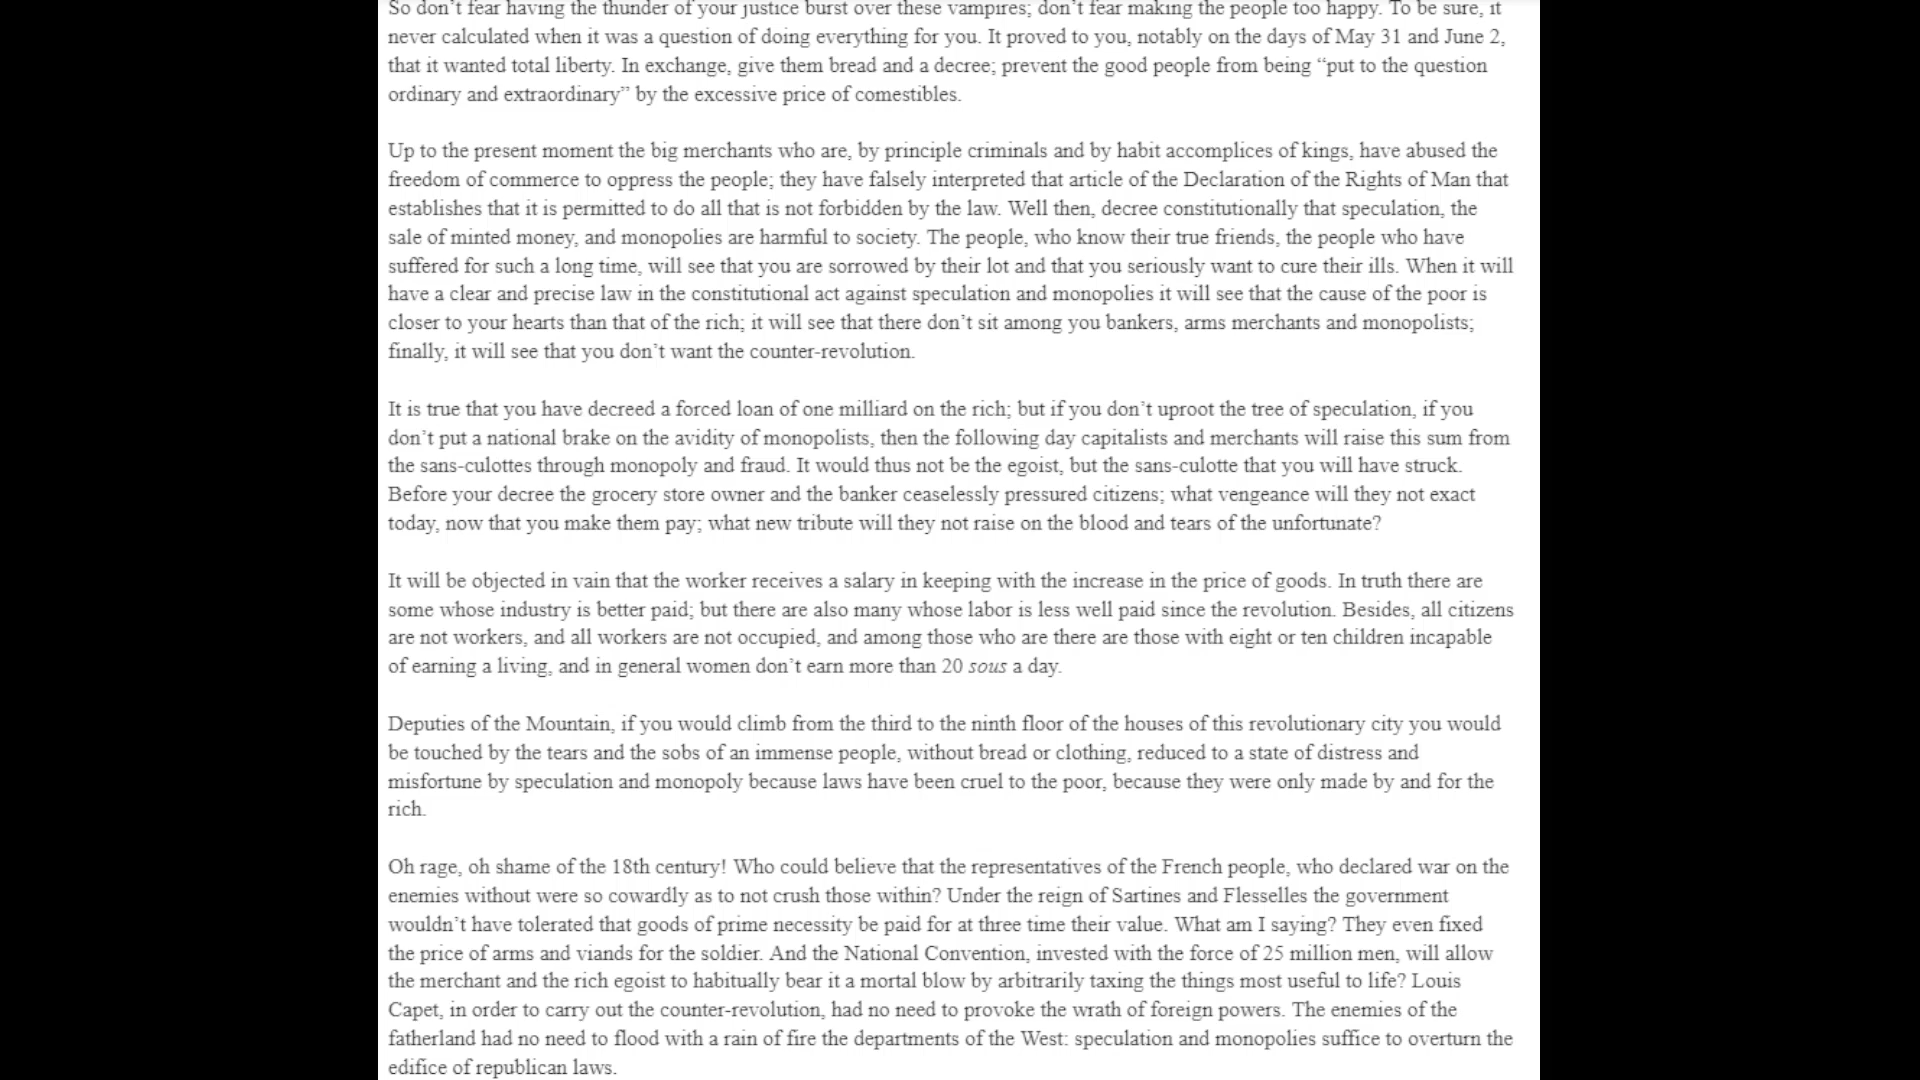 So don't fear having the thunder of your justice burst over these vampires; don't fear making the people too happy. To be sure, it
never calculated when it was a question of doing everything for you. It proved to you, notably on the days of May 31 and June 2,
that it wanted total liberty. In exchange, give them bread and a decree; prevent the good people from being “put to the question
ordinary and extraordinary” by the excessive price of comestibles.
Up to the present moment the big merchants who are, by principle criminals and by habit accomplices of kings, have abused the
freedom of commerce to oppress the people; they have falsely interpreted that article of the Declaration of the Rights of Man that
establishes that it is permitted to do all that is not forbidden by the law. Well then, decree constitutionally that speculation, the
sale of minted money, and monopolies are harmful to society. The people, who know their true friends, the people who have
suffered for such a long time, will see that you are sorrowed by their lot and that you seriously want to cure their ills. When it will
have a clear and precise law in the constitutional act against speculation and monopolies it will see that the cause of the poor is
closer to your hearts than that of the rich; it will see that there don't sit among you bankers, arms merchants and monopolists;
finally, it will see that you don't want the counter-revolution.
It is true that you have decreed a forced loan of one milliard on the rich; but if you don't uproot the tree of speculation, if you
don't put a national brake on the avidity of monopolists, then the following day capitalists and merchants will raise this sum from
the sans-culottes through monopoly and fraud. It would thus not be the egoist, but the sans-culotte that you will have struck.
Before your decree the grocery store owner and the banker ceaselessly pressured citizens; what vengeance will they not exact
today, now that you make them pay; what new tribute will they not raise on the blood and tears of the unfortunate?
It will be objected in vain that the worker receives a salary in keeping with the increase in the price of goods. In truth there are
some whose industry is better paid; but there are also many whose labor is less well paid since the revolution. Besides, all citizens
are not workers, and all workers are not occupied, and among those who are there are those with eight or ten children incapable
of earning a living, and in general women don't earn more than 20 sous a day.
Deputies of the Mountain, if you would climb from the third to the ninth floor of the houses of this revolutionary city you would
be touched by the tears and the sobs of an immense people, without bread or clothing, reduced to a state of distress and
misfortune by speculation and monopoly because laws have been cruel to the poor, because they were only made by and for the
rich.
Oh rage, oh shame of the 18th century! Who could believe that the representatives of the French people, who declared war on the
enemies without were so cowardly as to not crush those within? Under the reign of Sartines and Flesselles the government
wouldn't have tolerated that goods of prime necessity be paid for at three time their value. What am I saying? They even fixed
the price of arms and viands for the soldier. And the National Convention, invested with the force of 25 million men, will allow
the merchant and the rich egoist to habitually bear it a mortal blow by arbitrarily taxing the things most useful to life? Louis
Capet, in order to carry out the counter-revolution, had no need to provoke the wrath of foreign powers. The enemies of the
fatherland had no need to flood with a rain of fire the departments of the West: speculation and monopolies suffice to overturn the
edifice of republican laws.